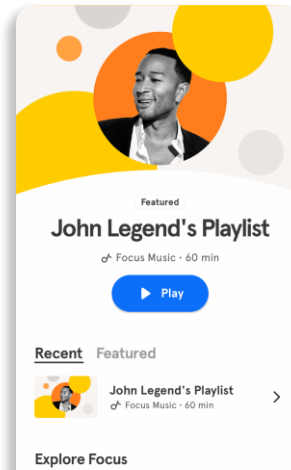 Featured
John Legend's Playlist
Focus Music · 60 min
Play
Recent Featured
John Legend's Playlist
Focus Music · 60 min
Explore Focus